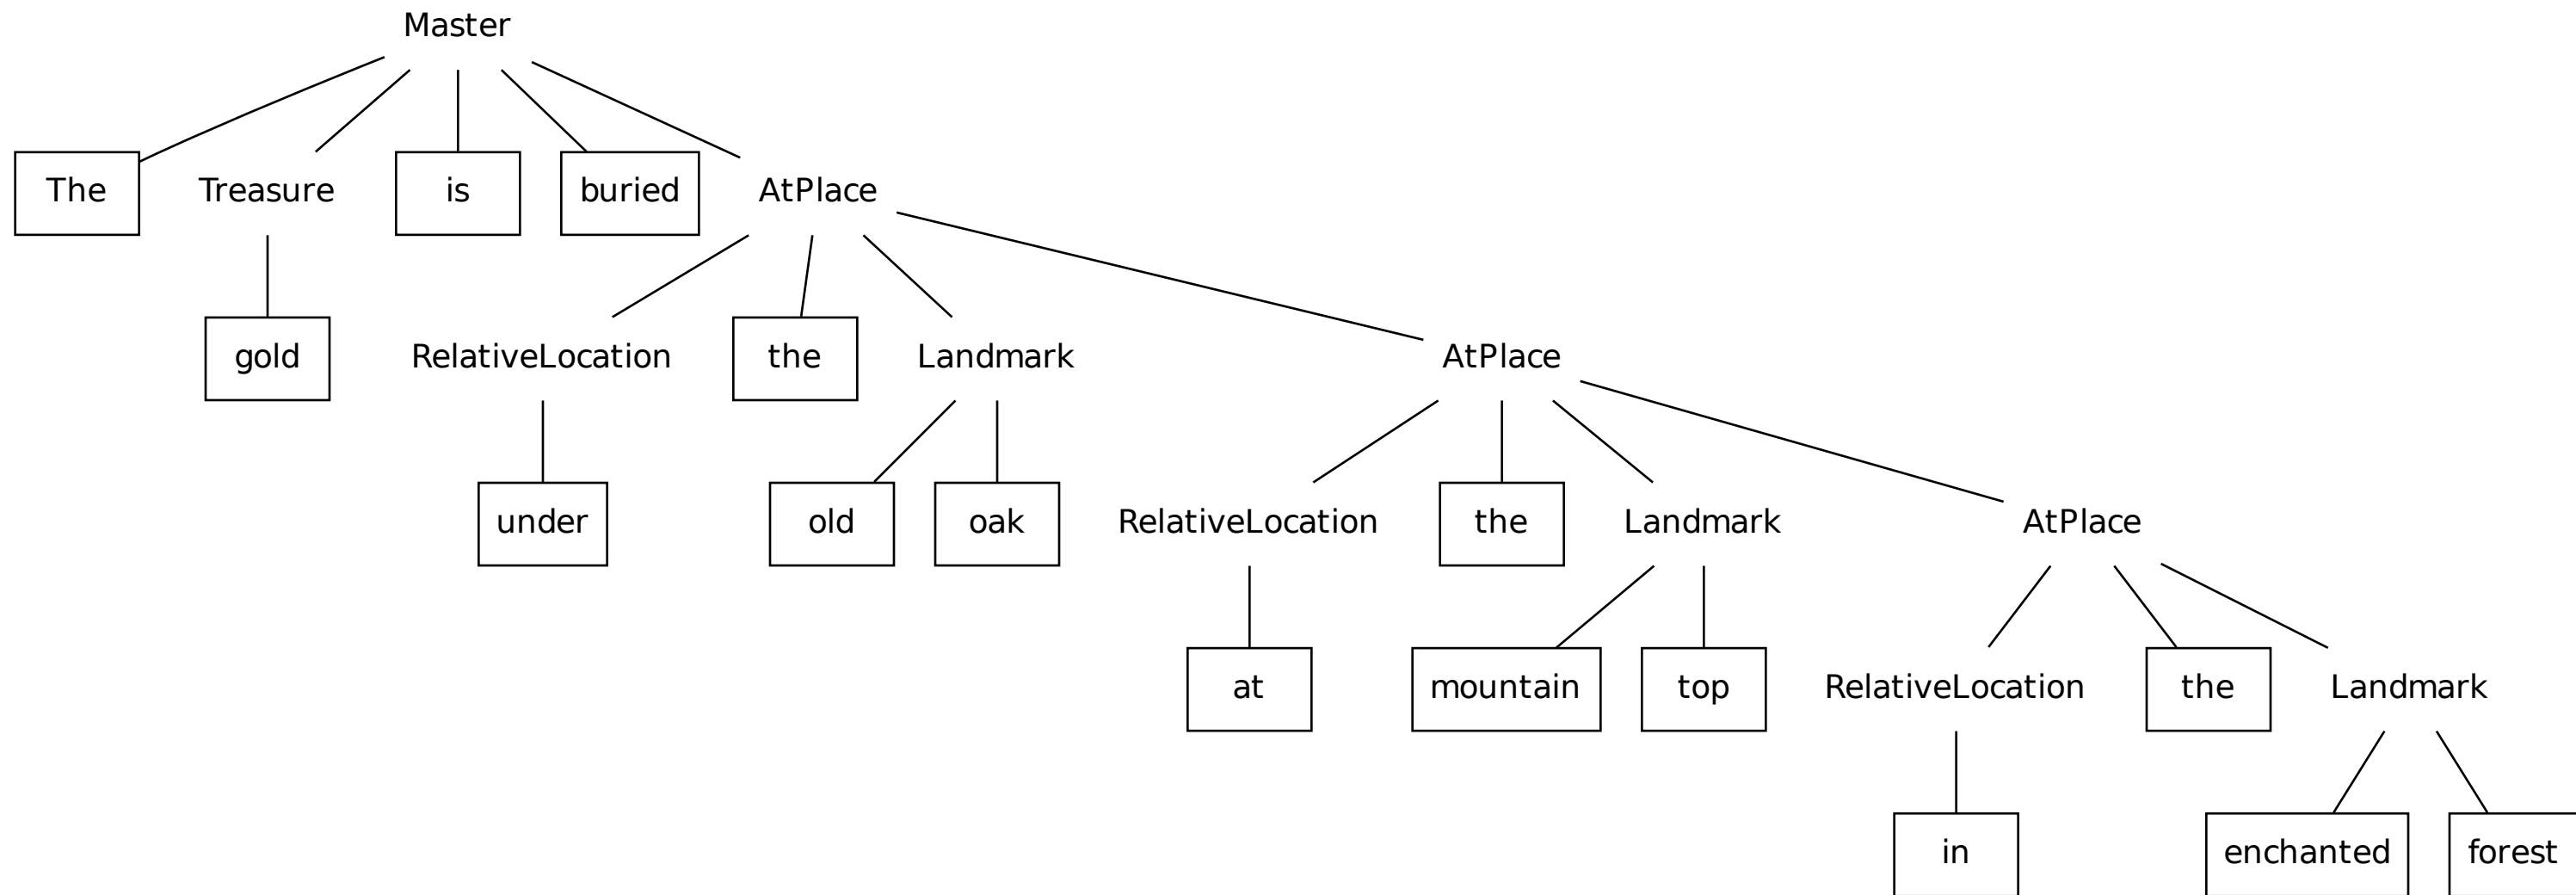 Master
The Treasure is buried AtPlace
gold RelativeLocation the Landmark AtPlace
under old oak RelativeLocation the Landmark AtPlace
at mountain top RelativeLocation the Landmark
in enchanted forest